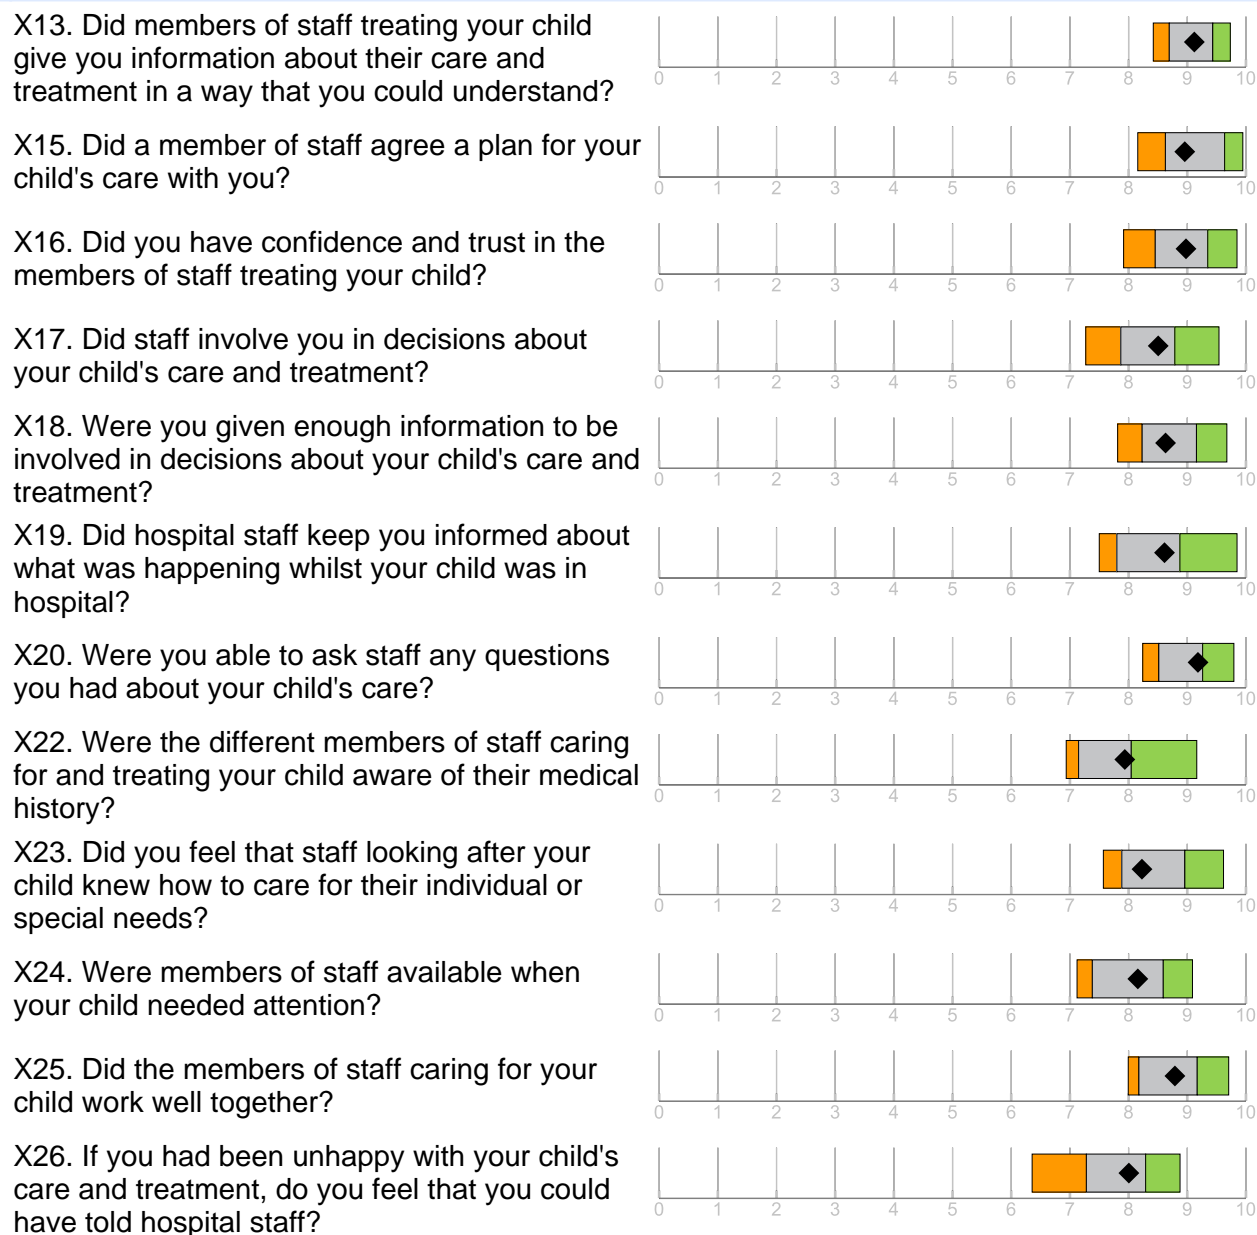 X13. Did members of staff treating your child
give you information about their care and
treatment in a way that you could understand?
0 1 2 3 4 5 6 7 8 9 10
X15. Did a member of staff agree a plan for your
child's care with you?
0 1 2 3 4 5 6 7 8 9 10
X16. Did you have confidence and trust in the
members of staff treating your child?
0 1 2 3 4 5 6 7 8 9 10
X17. Did staff involve you in decisions about
your child's care and treatment?
0 1 2 3 4 5 6 7 8 9 10
X18. Were you given enough information to be
involved in decisions about your child's care and
treatment?
0 1 2 3 4 5 6 7 8 9 10
X19. Did hospital staff keep you informed about
what was happening whilst your child was in
hospital?
0 1 2 3 4 5 6 7 8 9 10
X20. Were you able to ask staff any questions
you had about your child's care?
0 1 2 3 4 5 6 7 8 9 10
X22. Were the different members of staff caring
for and treating your child aware of their medical
history?
0 1 2 3 4 5 6 7 8 9 10
X23. Did you feel that staff looking after your
child knew how to care for their individual or
special needs?
0 1 2 3 4 5 6 7 8 9 10
X24. Were members of staff available when
your child needed attention?
0 1 2 3 4 5 6 7 8 9 10
X25. Did the members of staff caring for your
child work well together?
0 1 2 3 4 5 6 7 8 9 10
X26. If you had been unhappy with your child's
care and treatment, do you feel that you could
have told hospital staff?
0 1 2 3 4 5 6 7 8 9 10